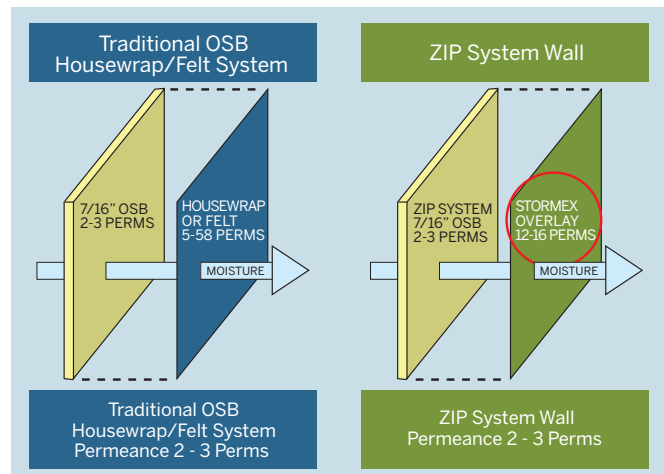 Traditional OSB
Housewrap/Felt System
7/16" OSB
2-3 PERMS
HOUSEWRAP
OR FELT
5-58 PERMS
MOISTURE
Traditional OSB
Housewrap/Felt System
Permeance 2 - 3 Perms
ZIP System Wall
ZIP SYSTEM
7/16" OSB
2-3 PERMS
STORMEX
OVERLAY
12-16 PERMS
MOISTURE
ZIP System Wall
Permeance 2 - 3 Perms